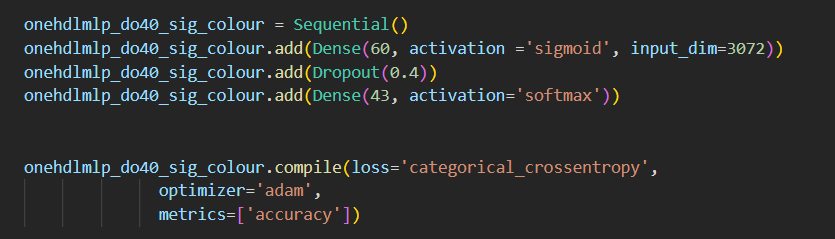 onehdlmlp_do40_sig_colour = Sequential()
onehdlmlp_do40_sig_colour.add(Dense(60, activation ='sigmoid', input_dim=3072))
onehdlmlp_do40_sig_colour.add(Dropout(0.4))
onehdlmlp_do40_sig_colour.add(Dense(43, activation='softmax'))
onehdlmlp_do40_sig_colour.compile(loss='categorical_crossentropy',
optimizer='adam',
metrics=['accuracy'])